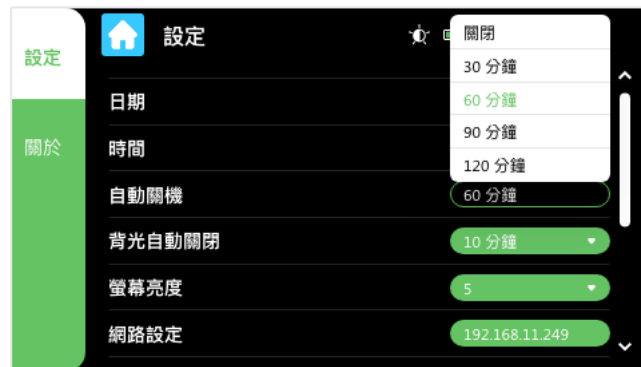 設定
關於
設定
日期
時間
自動關機
背光自動關閉
螢幕亮度
網路設定
關閉
30 分鐘
60 分鐘
90 分鐘
120 分鐘
60 分鐘
10 分鐘
5
192.168.11.249